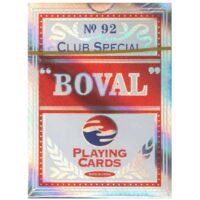 Nº 92
CLUB SPECIAL
"BOVAL"
PLAYING
CARDS